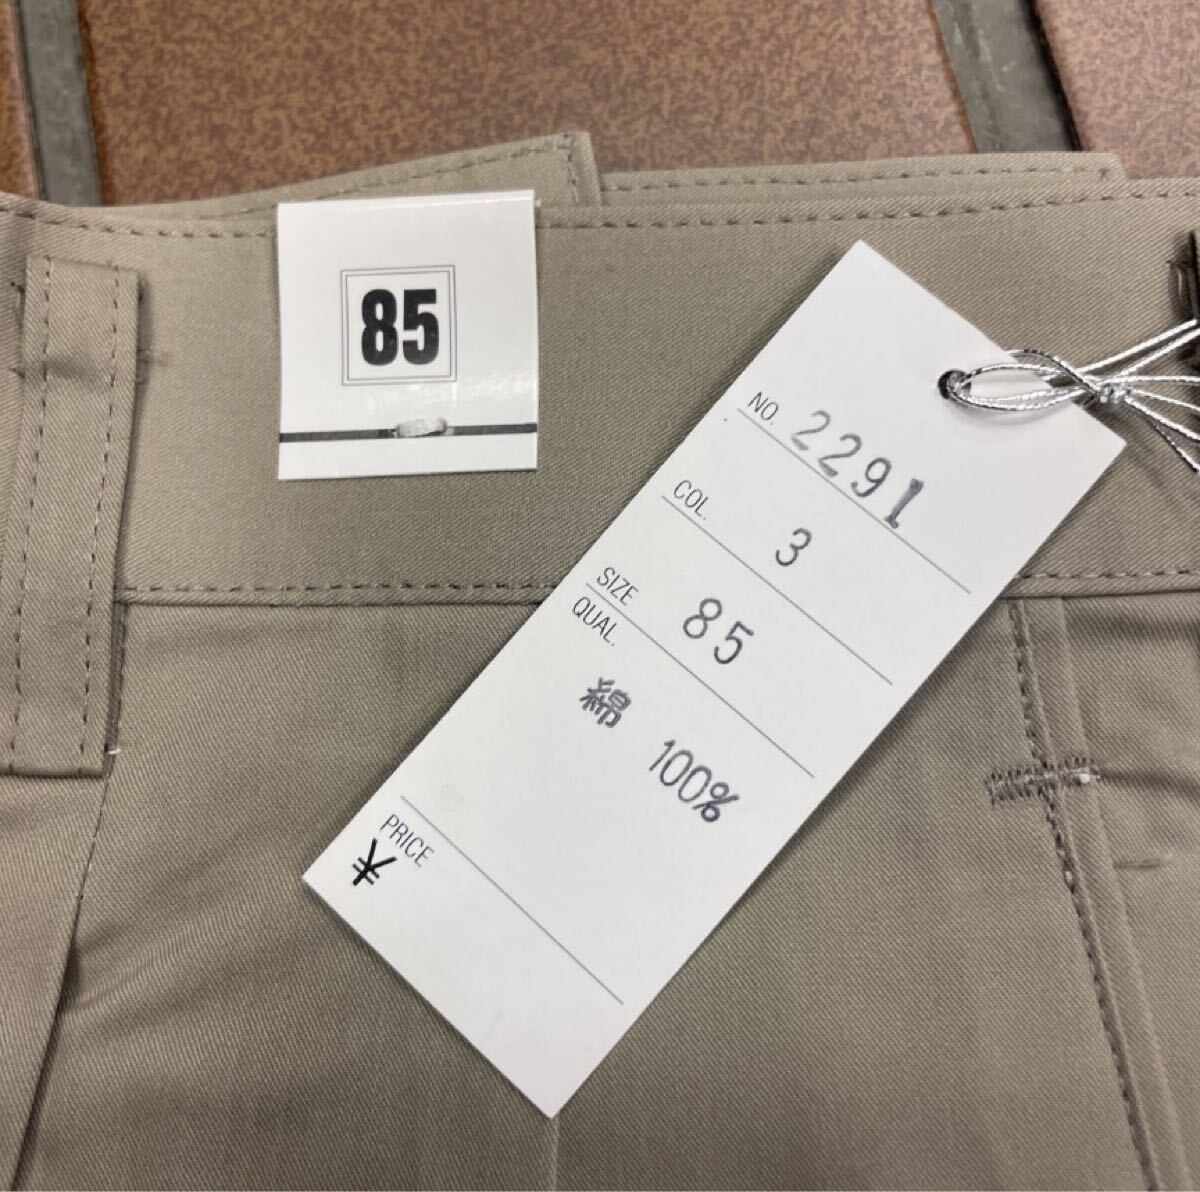 85
NO. 2291
COL. 3
SIZE 85
QUAL.
綿 100%
PRICE
¥